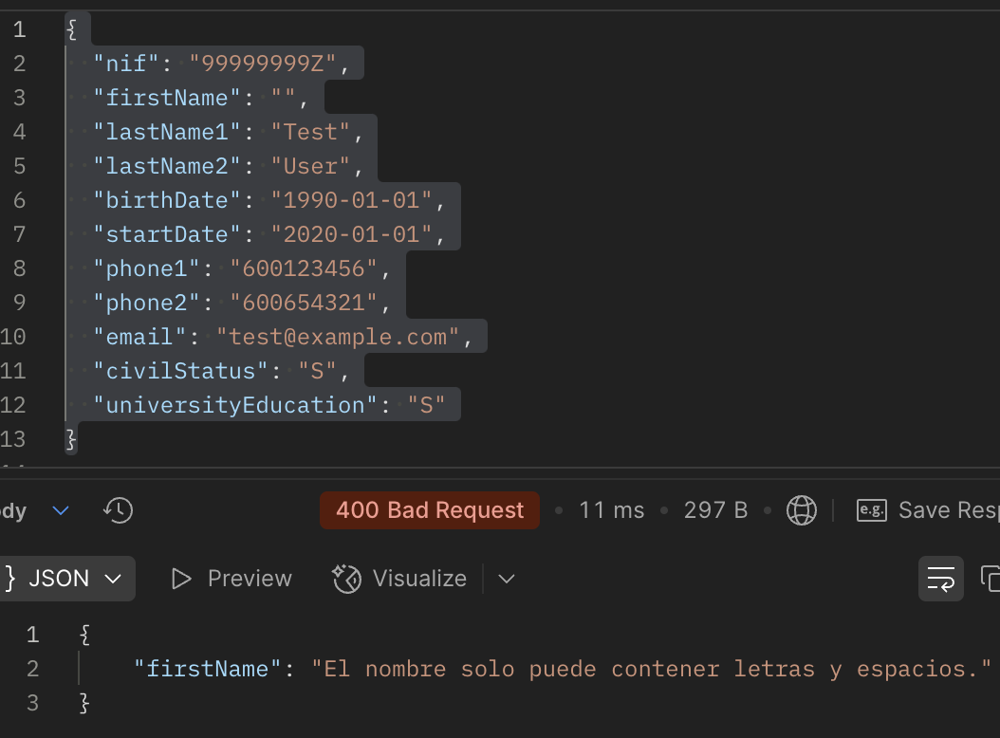 1 {
2 "nif": "99999999Z",
3 "firstName": "",
4 "lastName1": "Test",
5 "lastName2": "User",
6 "birthDate": "1990-01-01",
7 "startDate": "2020-01-01",
8 "phone1": "600123456",
9 "phone2": "600654321",
10 "email": "test@example.com",
11 "civilStatus": "S",
12 "universityEducation": "S"
13 }
dy 400 Bad Request • 11 ms • 297 B • e.g. Save Resp
} JSON Preview Visualize
1 {
2 "firstName": "El nombre solo puede contener letras y espacios."
3 }